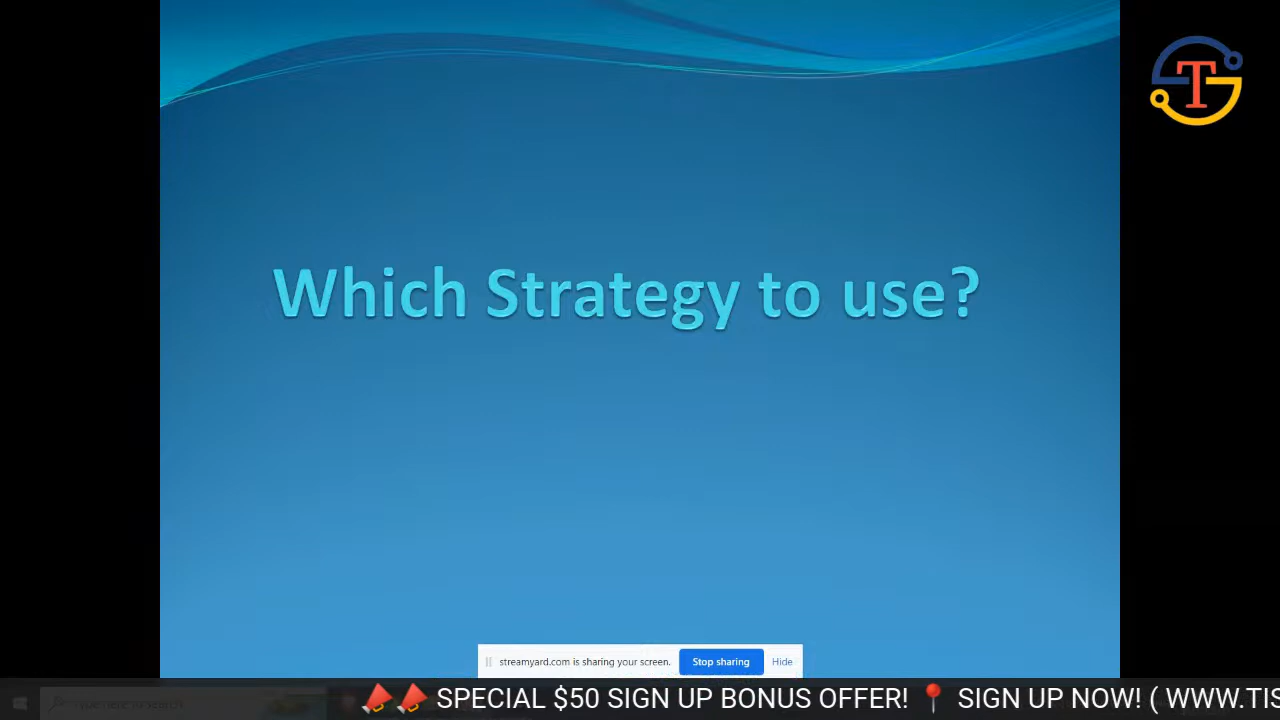 T
Which Strategy to use?
streamyard.com is sharing your screen. Stop sharing Hide
SPECIAL $50 SIGN UP BONUS OFFER! 📍 SIGN UP NOW! ( WWW.TIS